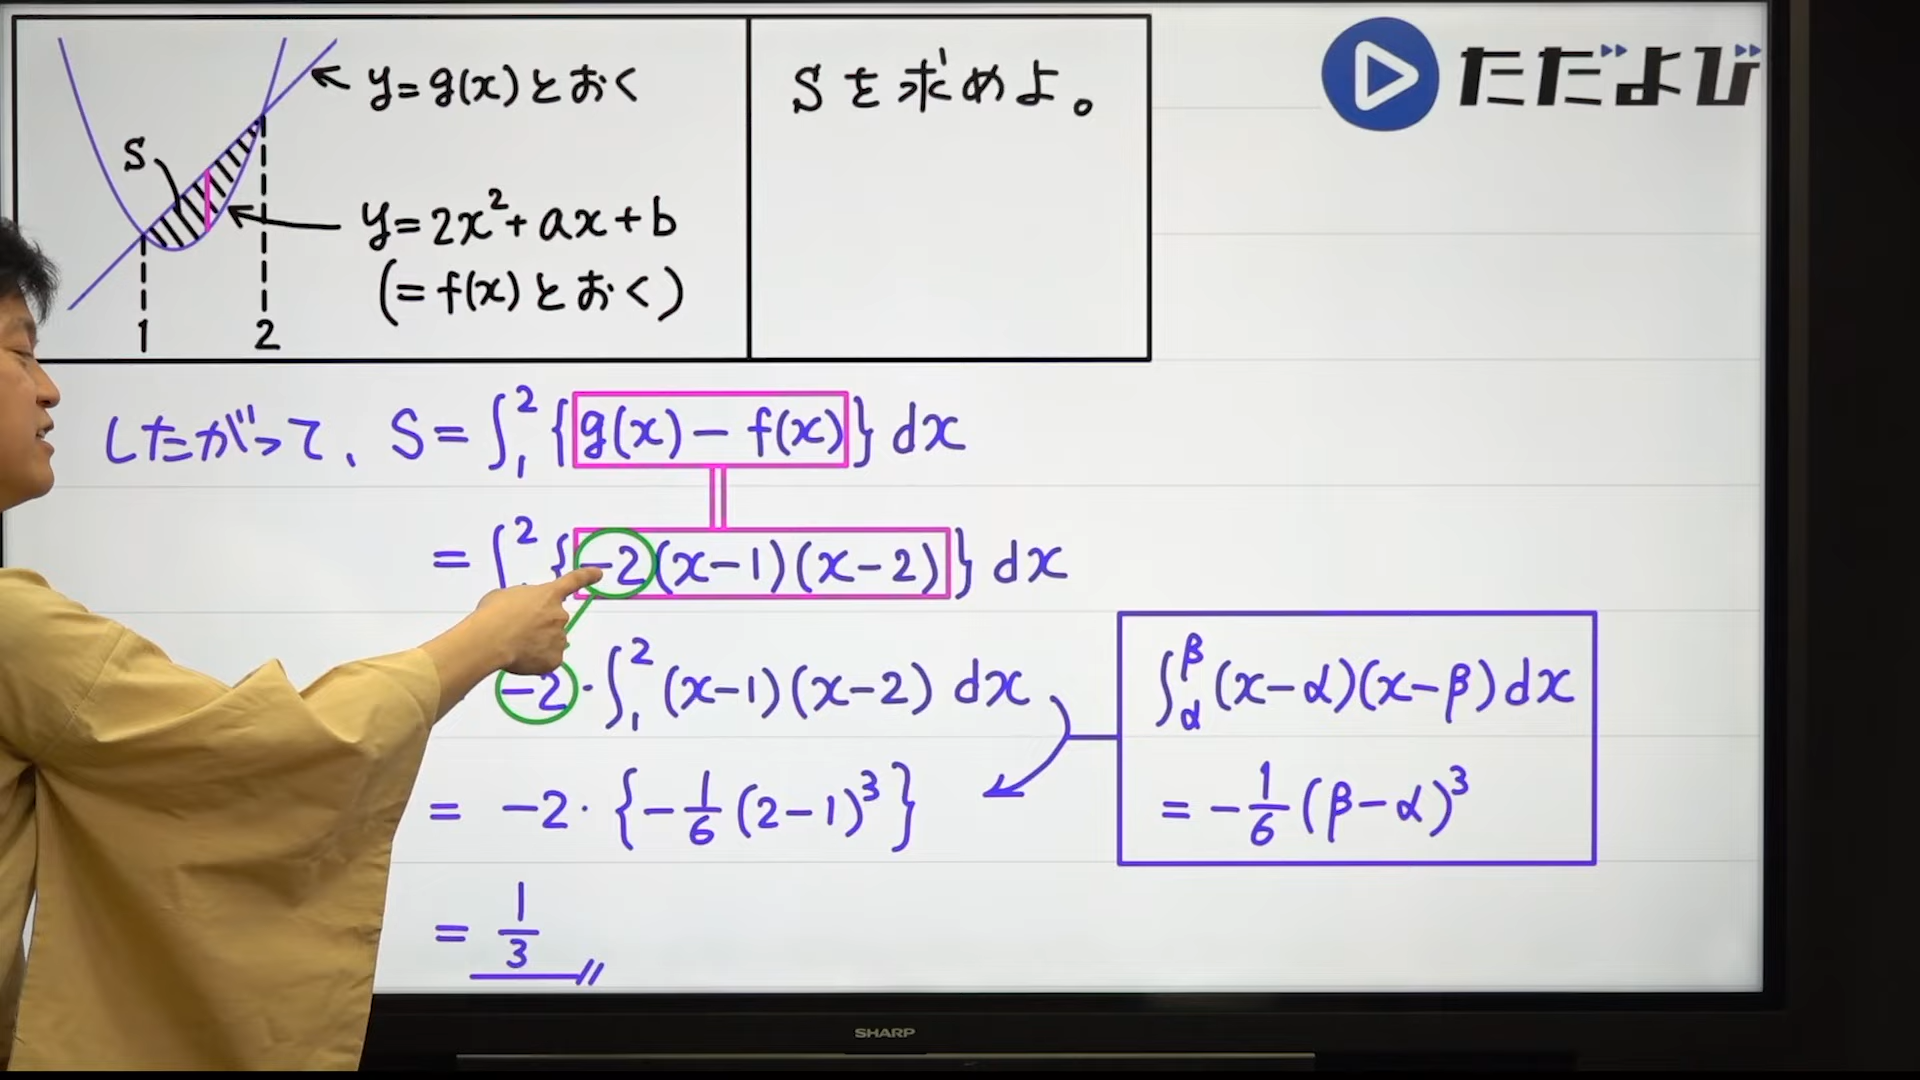 y=g(x)とおく
S
y=2x²+ax+b
(=f(x)とおく)
1 2
Sを求めよ。
ただよび
したがって、S=∫₁²{g(x)-f(x)}dx
=∫²{-2(x-1)(x-2)}dx
-2・∫₁²(x-1)(x-2)dx
= -2・{-1/6(2-1)³}
= 1/3
∫_α^β(x-α)(x-β)dx
=-1/6(β-α)³
SHARP